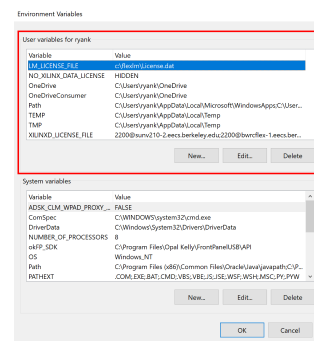 Environment Variables
User variables for ryank
Variable Value
LM_LICENSE_FILE c:\flexlm\License.dat
NO_XILINX_DATA_LICENSE HIDDEN
OneDrive C:\Users\ryank\OneDrive
OneDriveConsumer C:\Users\ryank\OneDrive
Path C:\Users\ryank\AppData\Local\Microsoft\WindowsApps;C:\User...
TEMP C:\Users\ryank\AppData\Local\Temp
TMP C:\Users\ryank\AppData\Local\Temp
XILINXD_LICENSE_FILE 2200@sunv210-2.eecs.berkeley.edu;2200@bwrcflex-1.eecs.ber...
New... Edit... Delete
System variables
Variable Value
ADSK_CLM_WPAD_PROXY_... FALSE
ComSpec C:\WINDOWS\system32\cmd.exe
DriverData C:\Windows\System32\Drivers\DriverData
NUMBER_OF_PROCESSORS 8
okFP_SDK C:\Program Files\Opal Kelly\FrontPanelUSB\API
OS Windows_NT
Path C:\Program Files (x86)\Common Files\Oracle\Java\javapath;C:\P...
PATHEXT .COM;.EXE;.BAT;.CMD;.VBS;.VBE;.JS;.JSE;.WSF;.WSH;.MSC;.PY;.PYW
New... Edit... Delete
OK Cancel